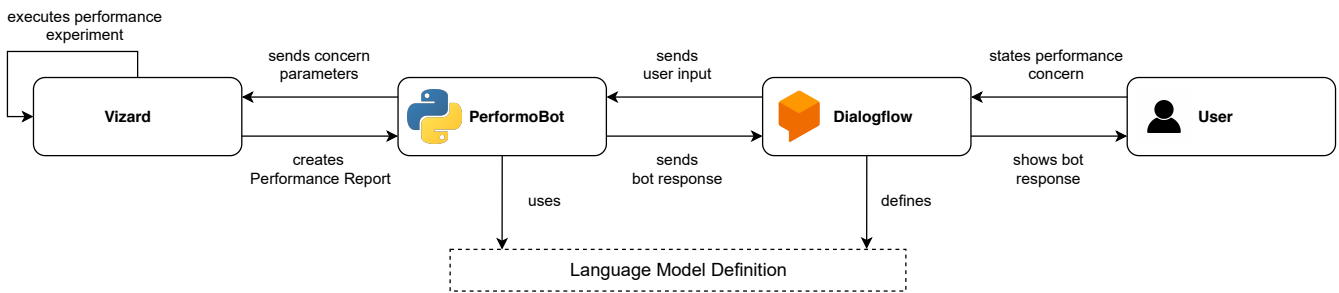 executes performance
experiment
sends concern
parameters
sends
user input
states performance
concern
Vizard
PerformoBot
Dialogflow
User
creates
Performance Report
sends
bot response
shows bot
response
uses
defines
Language Model Definition